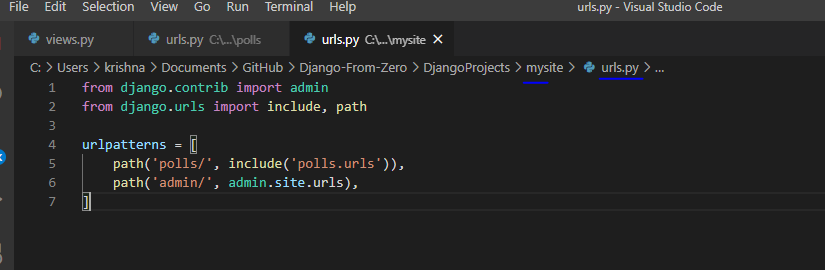 File Edit Selection View Go Run Terminal Help urls.py - Visual Studio Code
views.py urls.py C:\...\polls urls.py C:\...\mysite ×
C: > Users > krishna > Documents > GitHub > Django-From-Zero > DjangoProjects > mysite > urls.py > ...
1 from django.contrib import admin
2 from django.urls import include, path
3
4 urlpatterns = [
5     path('polls/', include('polls.urls')),
6     path('admin/', admin.site.urls),
7 ]